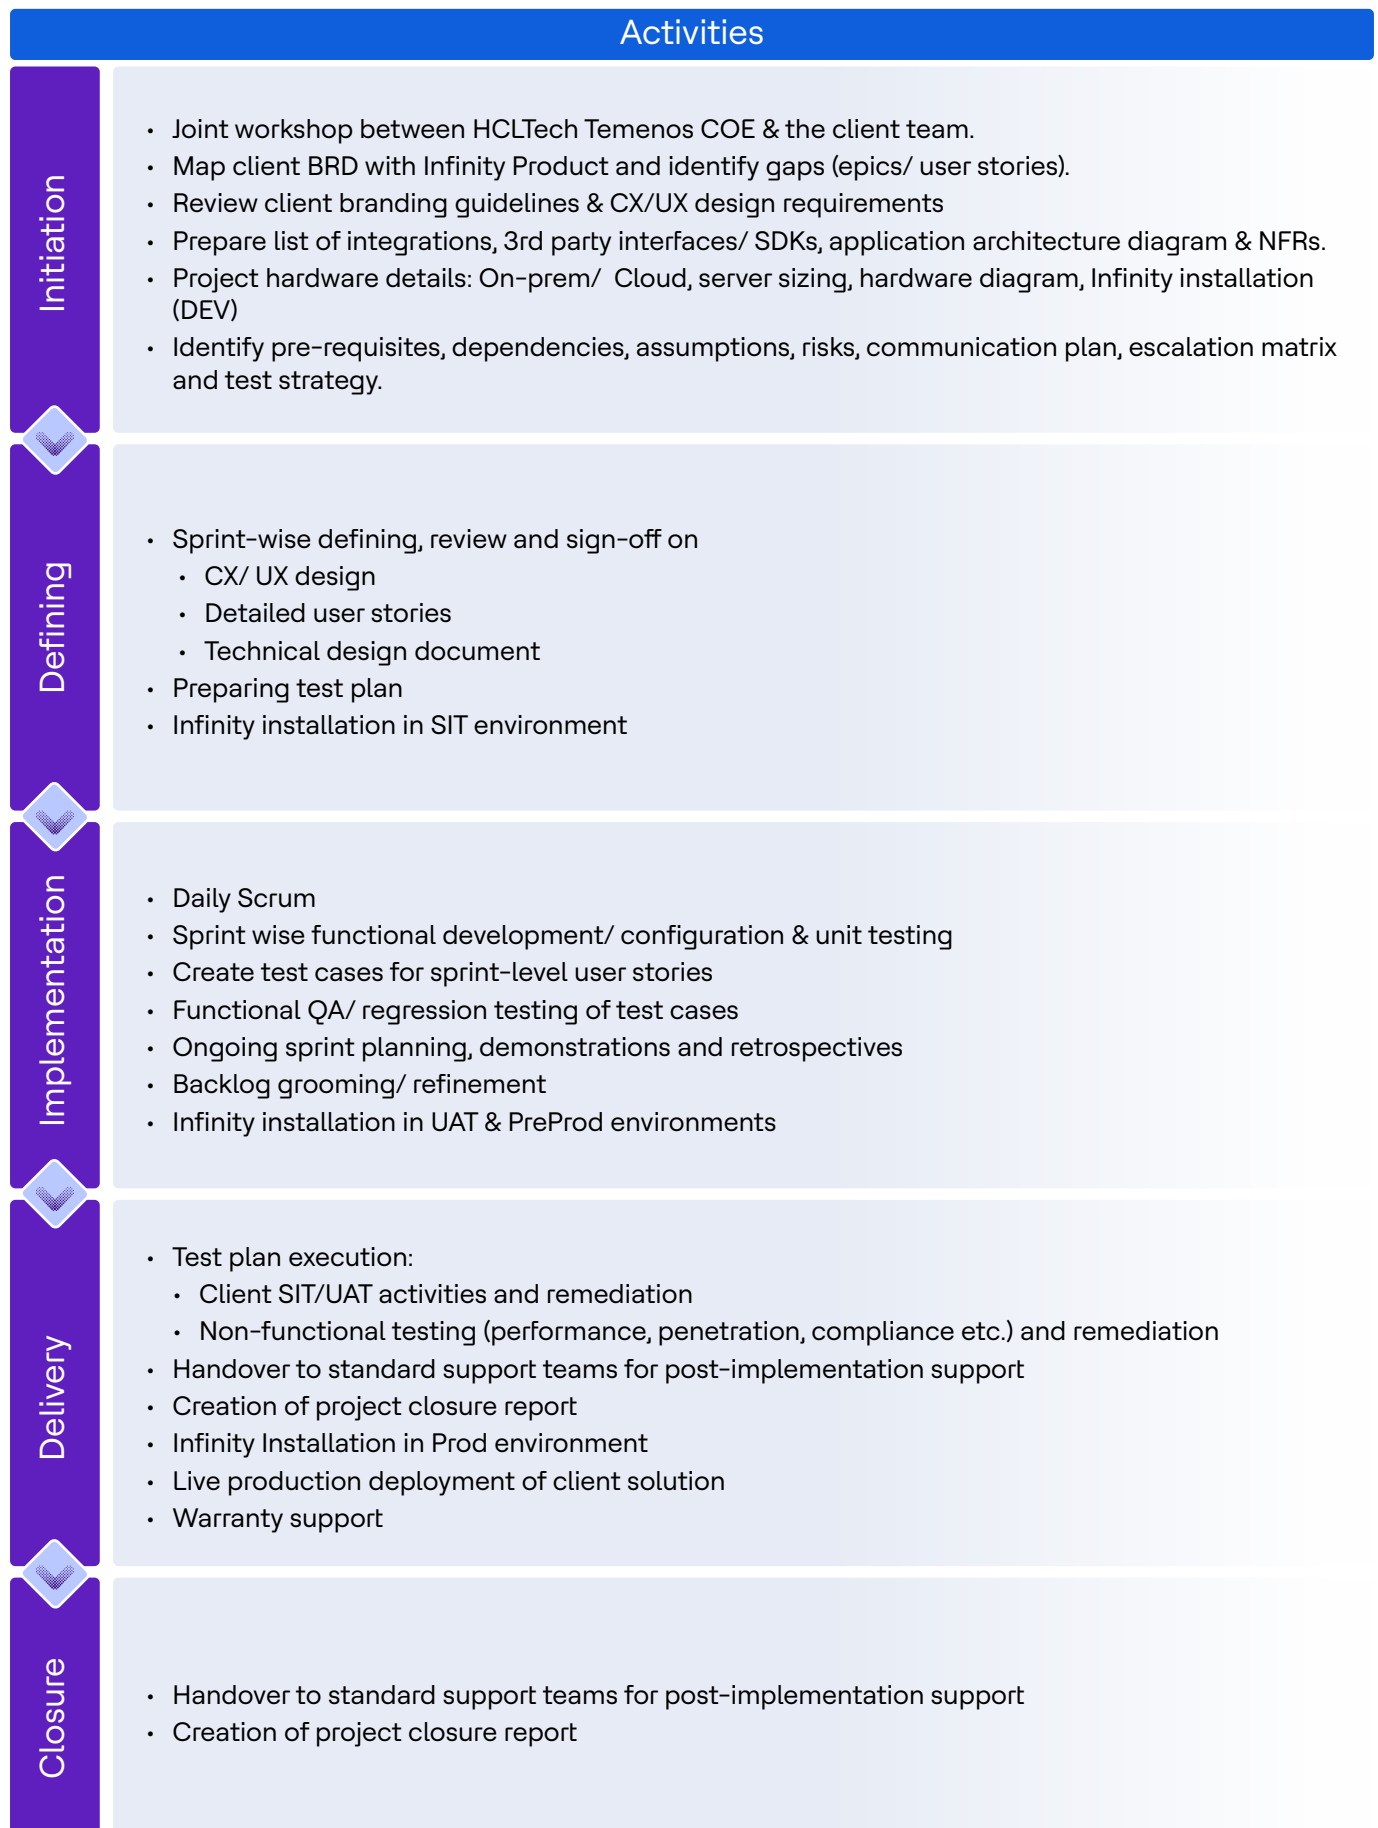 Activities
Initiation
• Joint workshop between HCLTech Temenos COE & the client team.
• Map client BRD with Infinity Product and identify gaps (epics/ user stories).
• Review client branding guidelines & CX/UX design requirements
• Prepare list of integrations, 3rd party interfaces/ SDKs, application architecture diagram & NFRs.
• Project hardware details: On-prem/ Cloud, server sizing, hardware diagram, Infinity installation
(DEV)
• Identify pre-requisites, dependencies, assumptions, risks, communication plan, escalation matrix
and test strategy.
Defining
• Sprint-wise defining, review and sign-off on
• CX/ UX design
• Detailed user stories
• Technical design document
• Preparing test plan
• Infinity installation in SIT environment
Implementation
• Daily Scrum
• Sprint wise functional development/ configuration & unit testing
• Create test cases for sprint-level user stories
• Functional QA/ regression testing of test cases
• Ongoing sprint planning, demonstrations and retrospectives
• Backlog grooming/ refinement
• Infinity installation in UAT & PreProd environments
Delivery
• Test plan execution:
• Client SIT/UAT activities and remediation
• Non-functional testing (performance, penetration, compliance etc.) and remediation
• Handover to standard support teams for post-implementation support
• Creation of project closure report
• Infinity Installation in Prod environment
• Live production deployment of client solution
• Warranty support
Closure
• Handover to standard support teams for post-implementation support
• Creation of project closure report